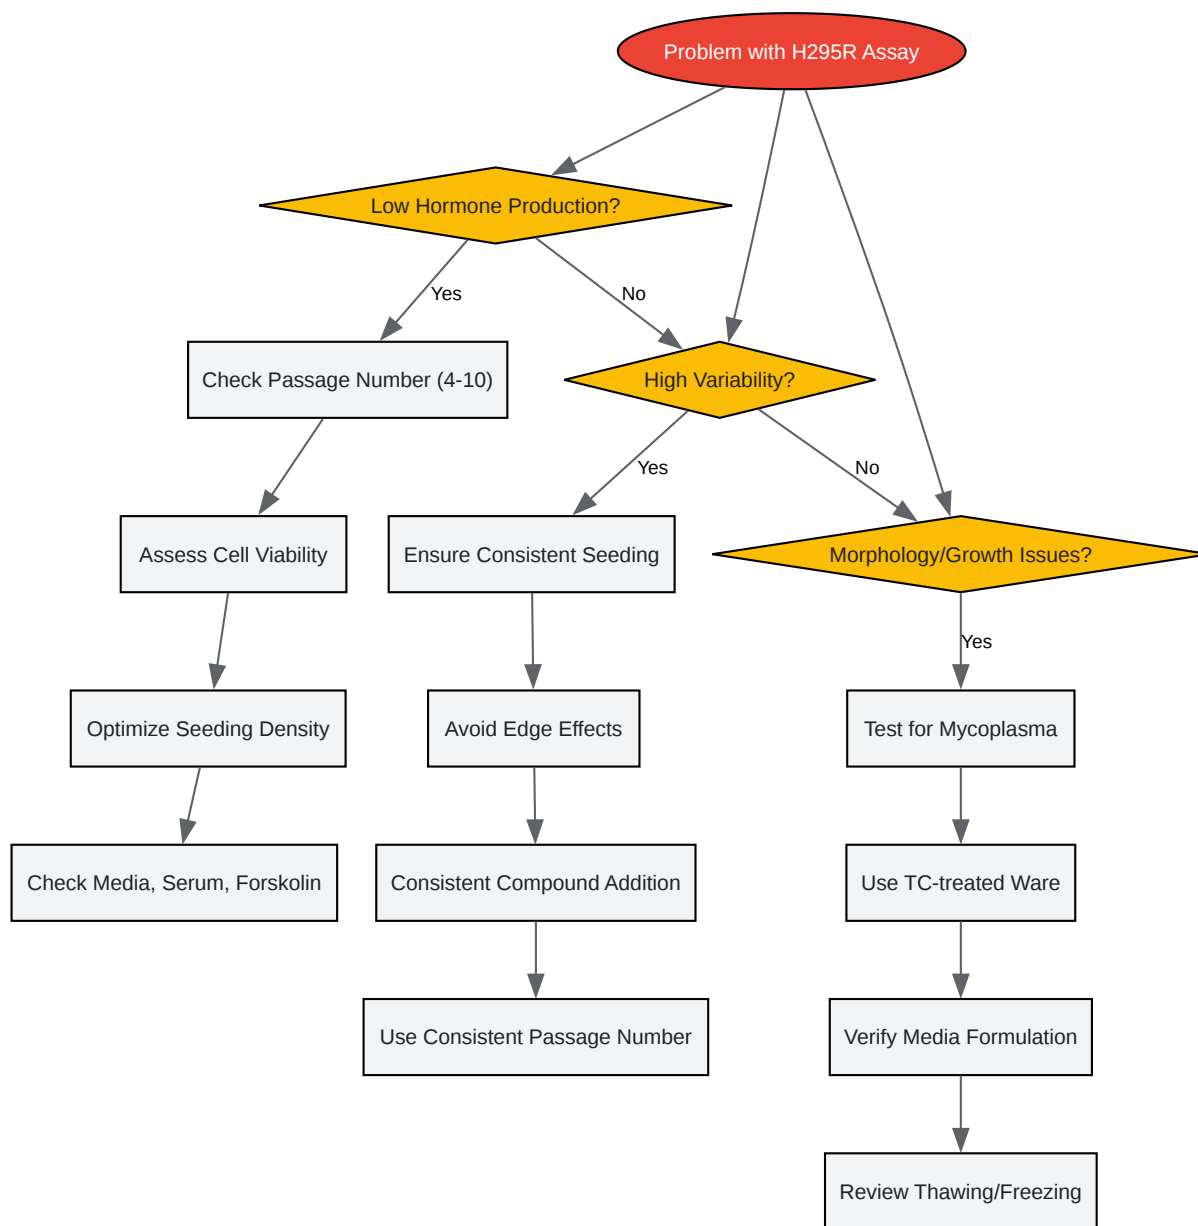 Problem with H295R Assay
Low Hormone Production?
Yes
No
Check Passage Number (4-10)
High Variability?
Yes
No
Assess Cell Viability
Ensure Consistent Seeding
Morphology/Growth Issues?
Yes
Optimize Seeding Density
Avoid Edge Effects
Test for Mycoplasma
Check Media, Serum, Forskolin
Consistent Compound Addition
Use TC-treated Ware
Use Consistent Passage Number
Verify Media Formulation
Review Thawing/Freezing